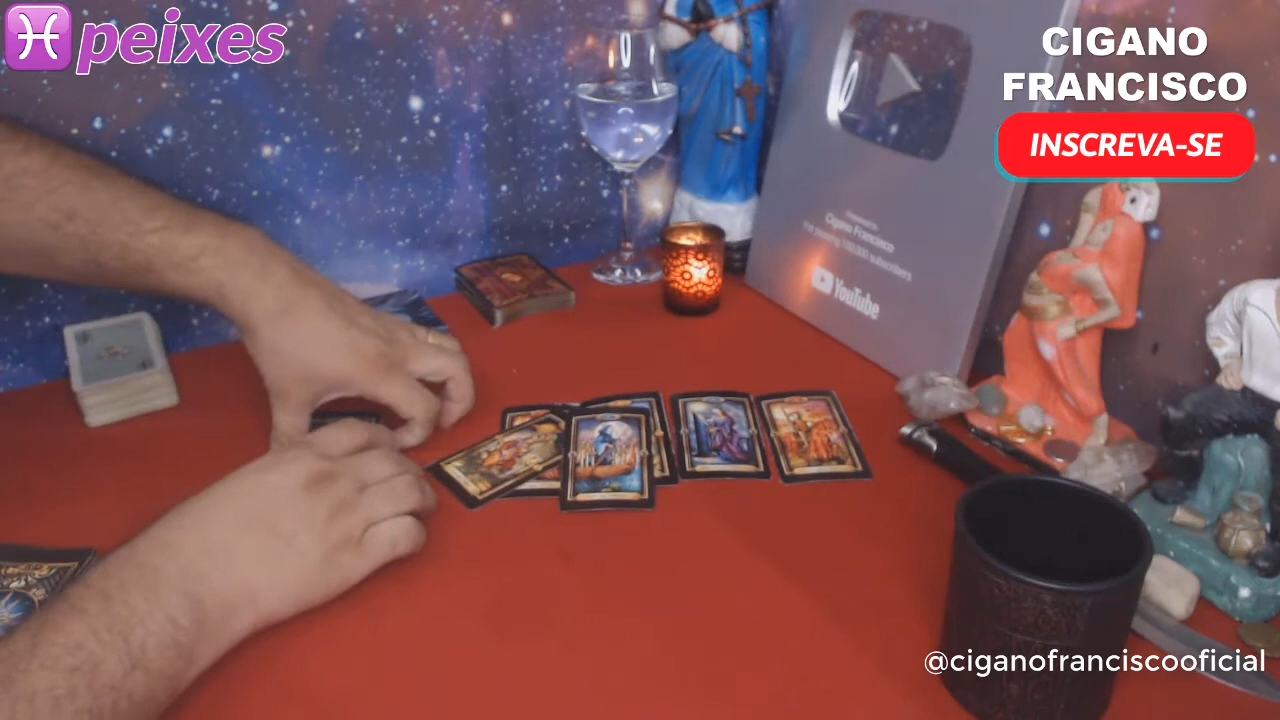 peixes
CIGANO
FRANCISCO
INSCREVA-SE
Cigano Francisco
YouTube
@ciganofranciscooficial